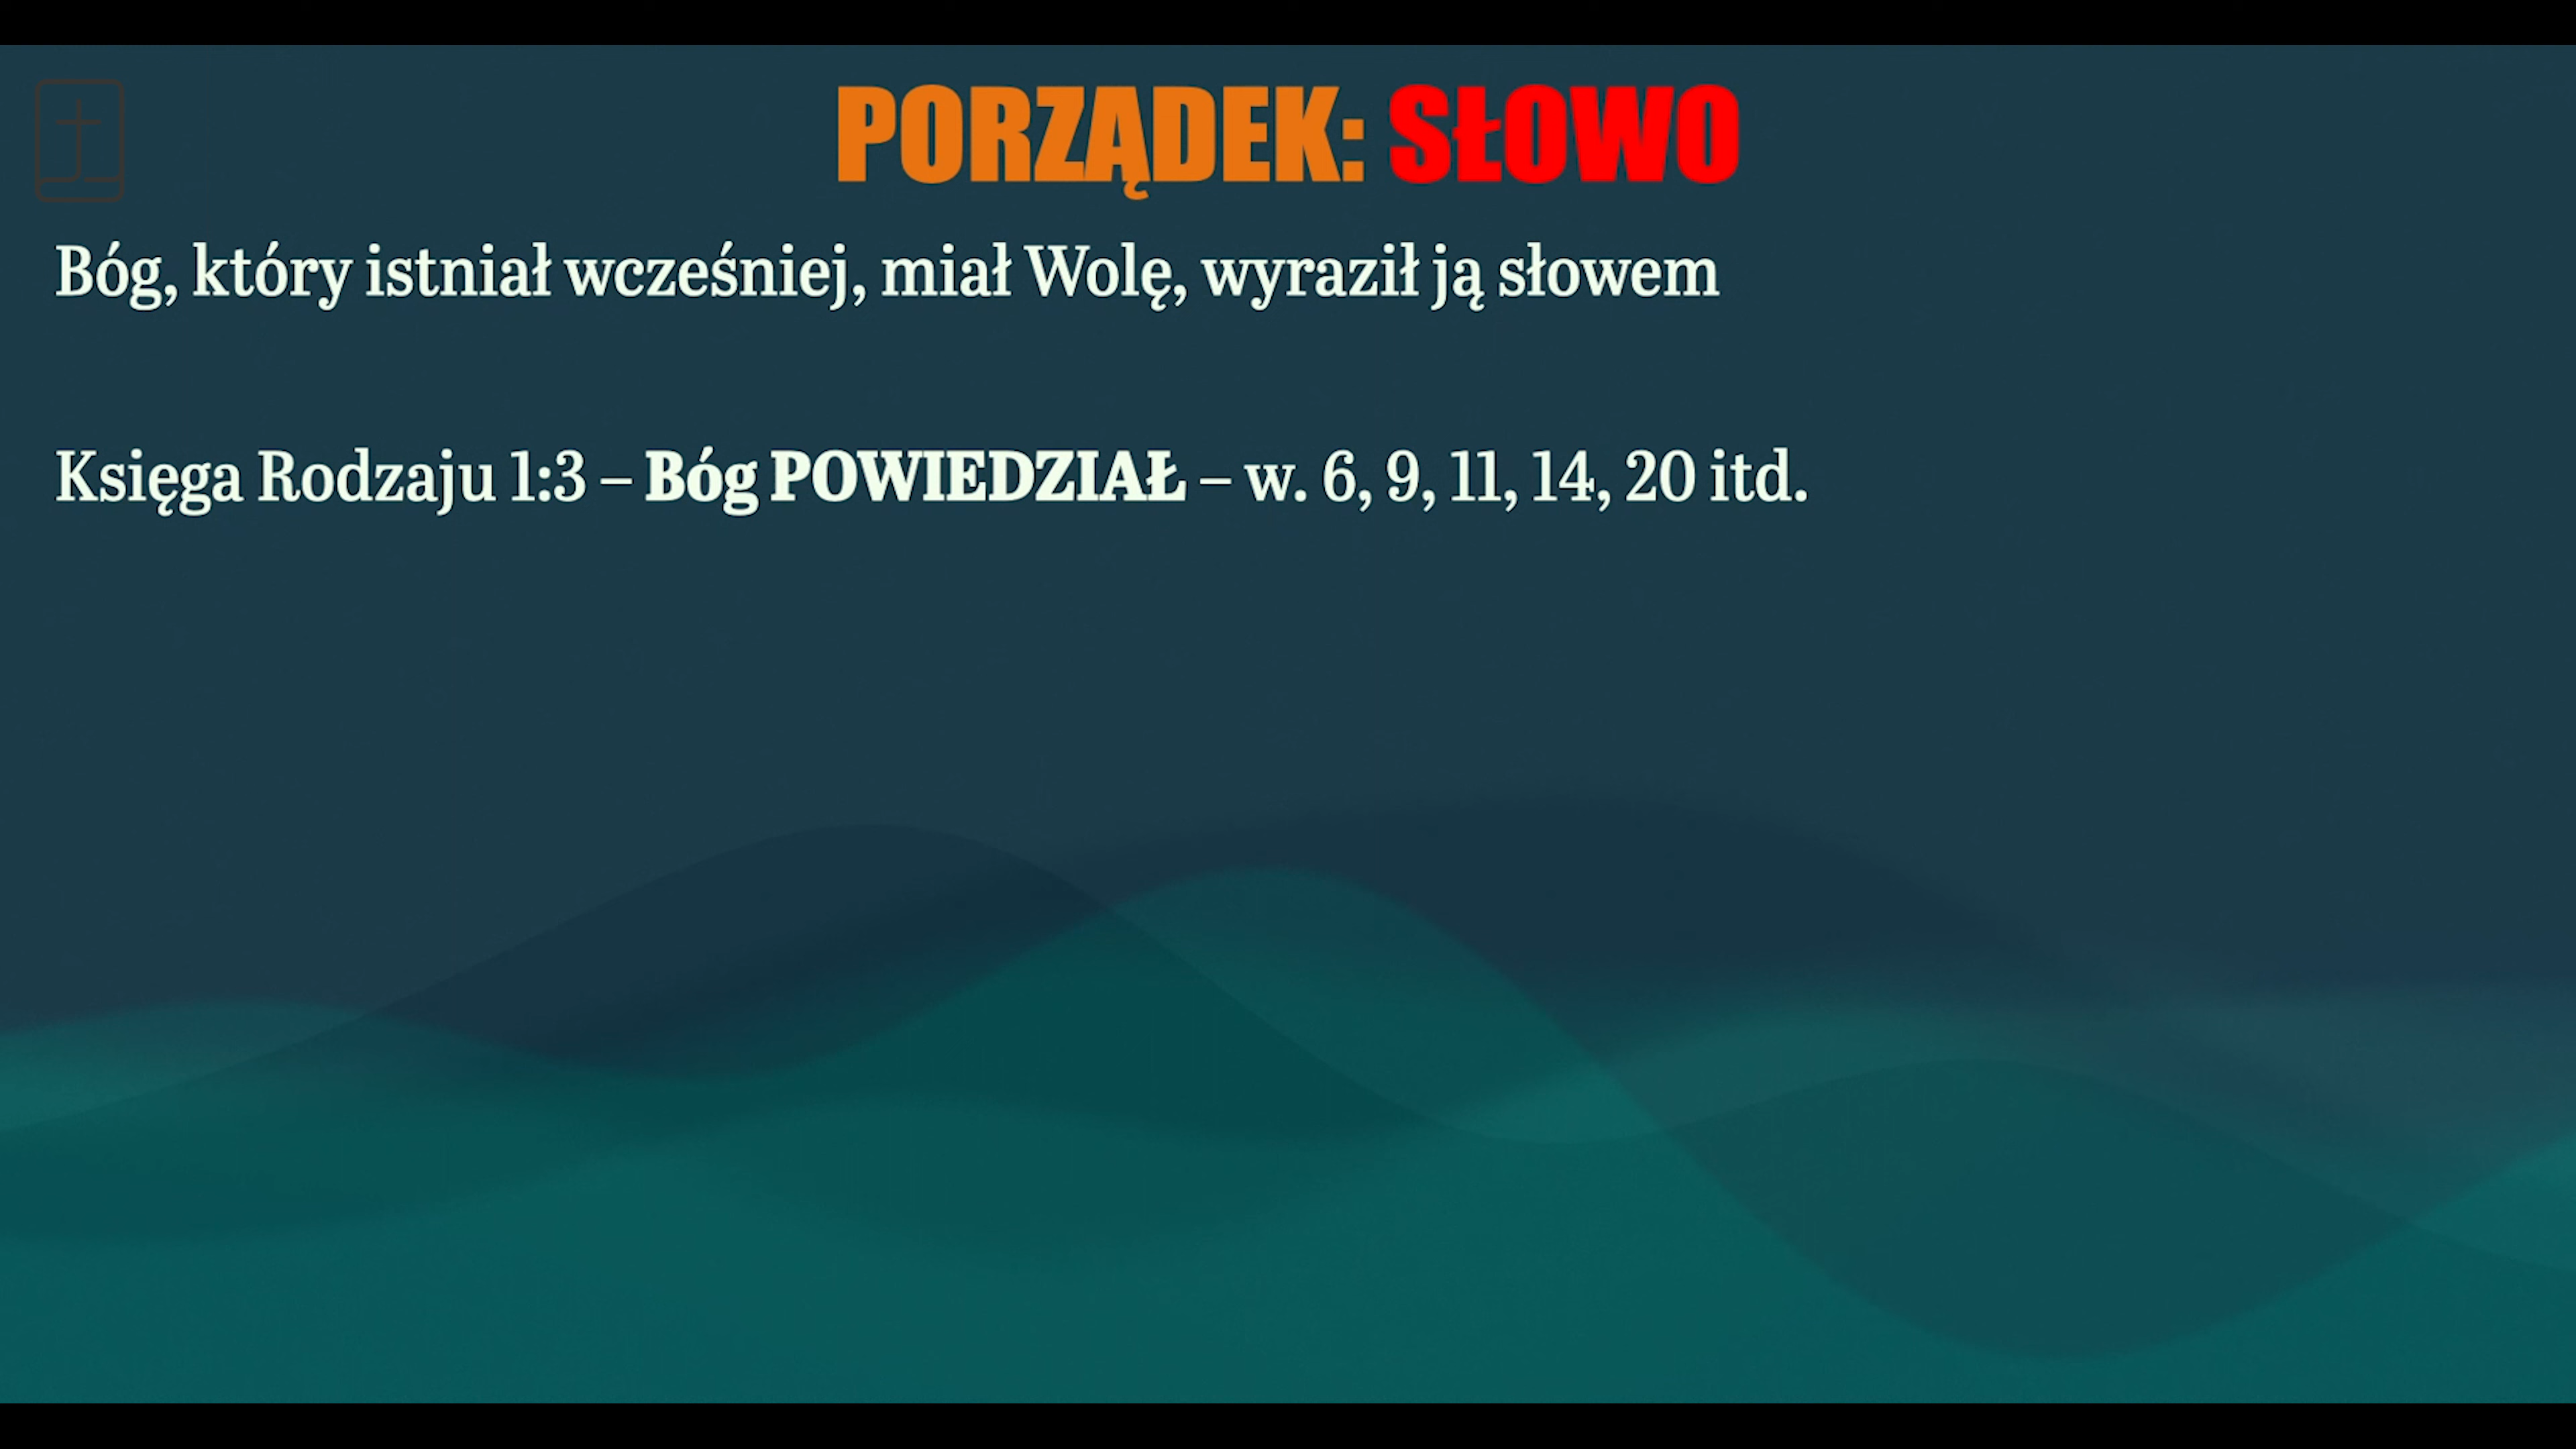 PORZĄDEK: SŁOWO
Bóg, który istniał wcześniej, miał Wolę, wyraził ją słowem
Księga Rodzaju 1:3 – Bóg POWIEDZIAŁ – w. 6, 9, 11, 14, 20 itd.